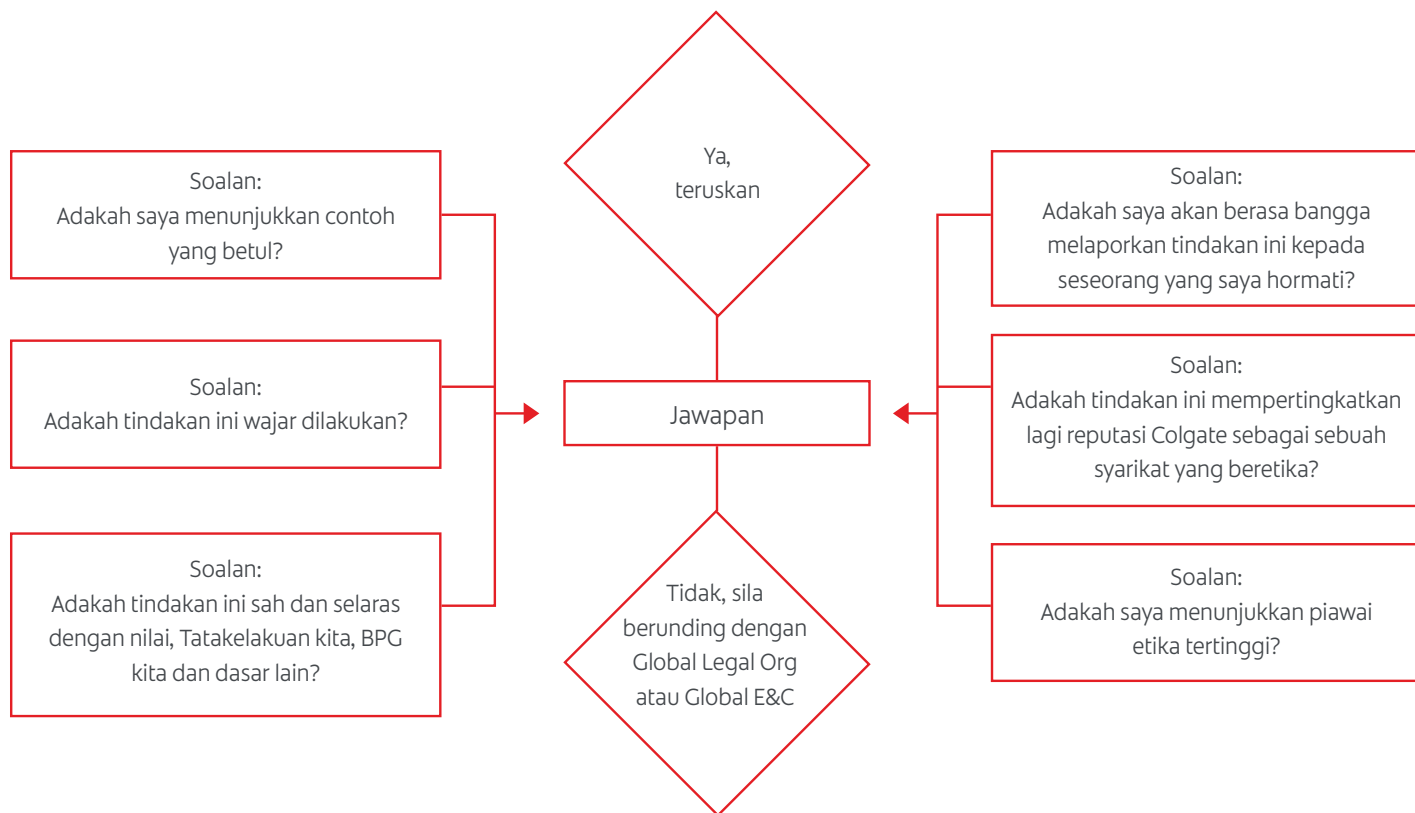 Soalan:
Adakah saya menunjukkan contoh
yang betul?
Soalan:
Adakah tindakan ini wajar dilakukan?
Soalan:
Adakah tindakan ini sah dan selaras
dengan nilai, Tatakelakuan kita, BPG
kita dan dasar lain?
Ya,
teruskan
Jawapan
Tidak, sila
berunding dengan
Global Legal Org
atau Global E&C
Soalan:
Adakah saya akan berasa bangga
melaporkan tindakan ini kepada
seseorang yang saya hormati?
Soalan:
Adakah tindakan ini mempertingkatkan
lagi reputasi Colgate sebagai sebuah
syarikat yang beretika?
Soalan:
Adakah saya menunjukkan piawai
etika tertinggi?